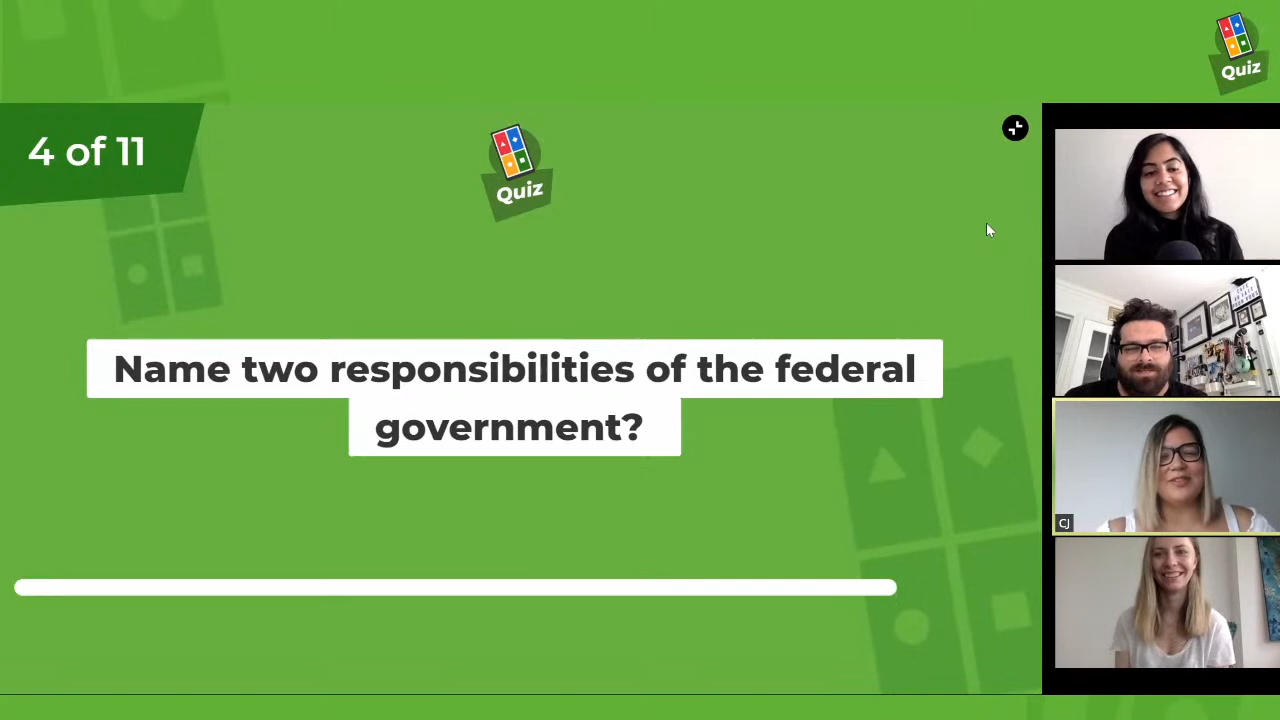 Quiz
4 of 11
Quiz
Name two responsibilities of the federal
government?
CJ